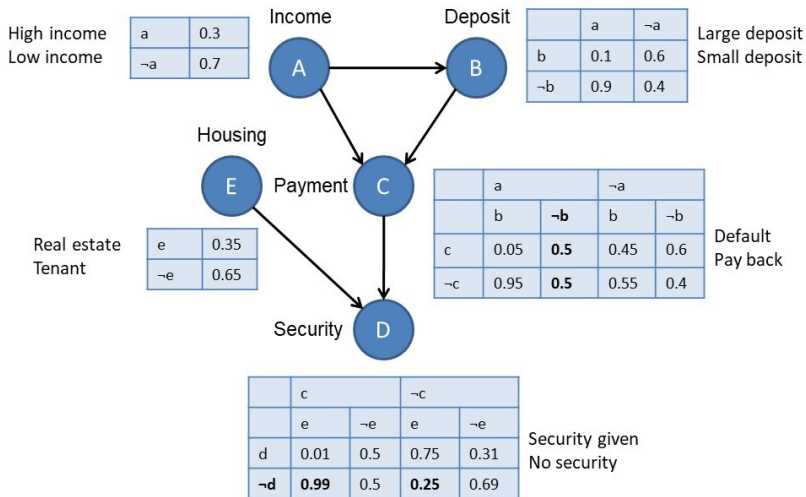 Income
Deposit
High income
Low income
a 0.3
¬a 0.7
A
B
a ¬a
b 0.1 0.6
¬b 0.9 0.4
Large deposit
Small deposit
Housing
E
Payment
C
Real estate
Tenant
e 0.35
¬e 0.65
a ¬a
b ¬b b ¬b
c 0.05 0.5 0.45 0.6
¬c 0.95 0.5 0.55 0.4
Default
Pay back
Security
D
c ¬c
e ¬e e ¬e
d 0.01 0.5 0.75 0.31
¬d 0.99 0.5 0.25 0.69
Security given
No security